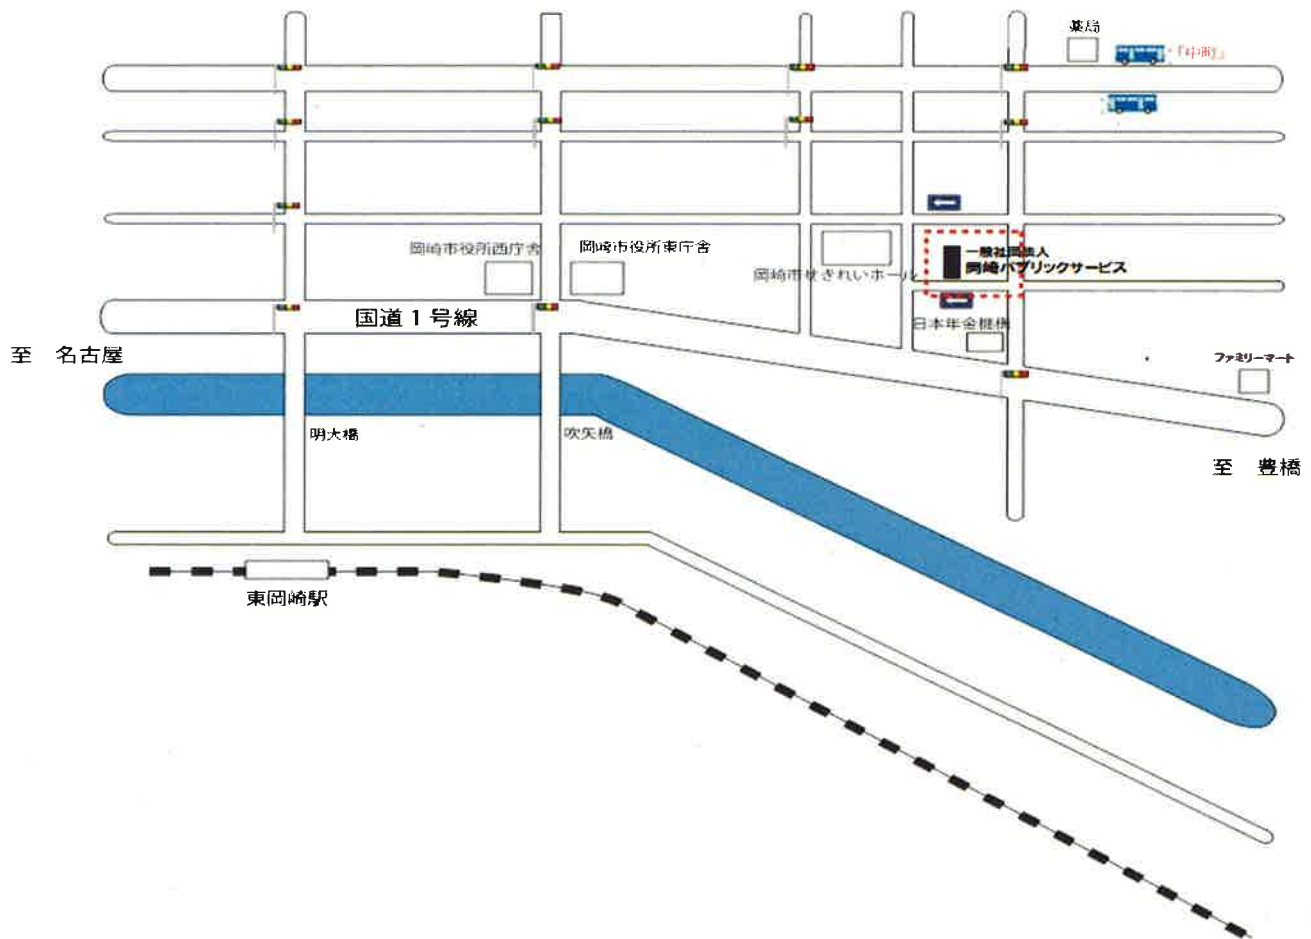 薬局
岡崎市役所西庁舎
岡崎市役所東庁舎
一般社団法人
岡崎パブリックサービス
岡崎市せきれいホール
国道1号線
日本年金機構
至 名古屋
ファミリーマート
明大橋
吹矢橋
至 豊橋
東岡崎駅